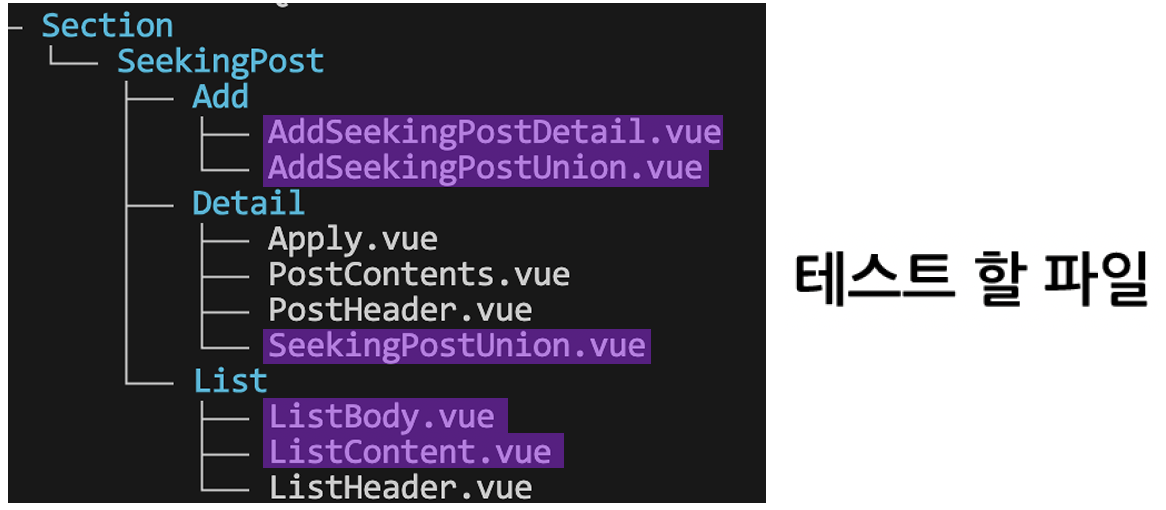 Section
SeekingPost
Add
AddSeekingPostDetail.vue
AddSeekingPostUnion.vue
Detail
Apply.vue
PostContents.vue
PostHeader.vue
SeekingPostUnion.vue
List
ListBody.vue
ListContent.vue
ListHeader.vue
테스트 할 파일